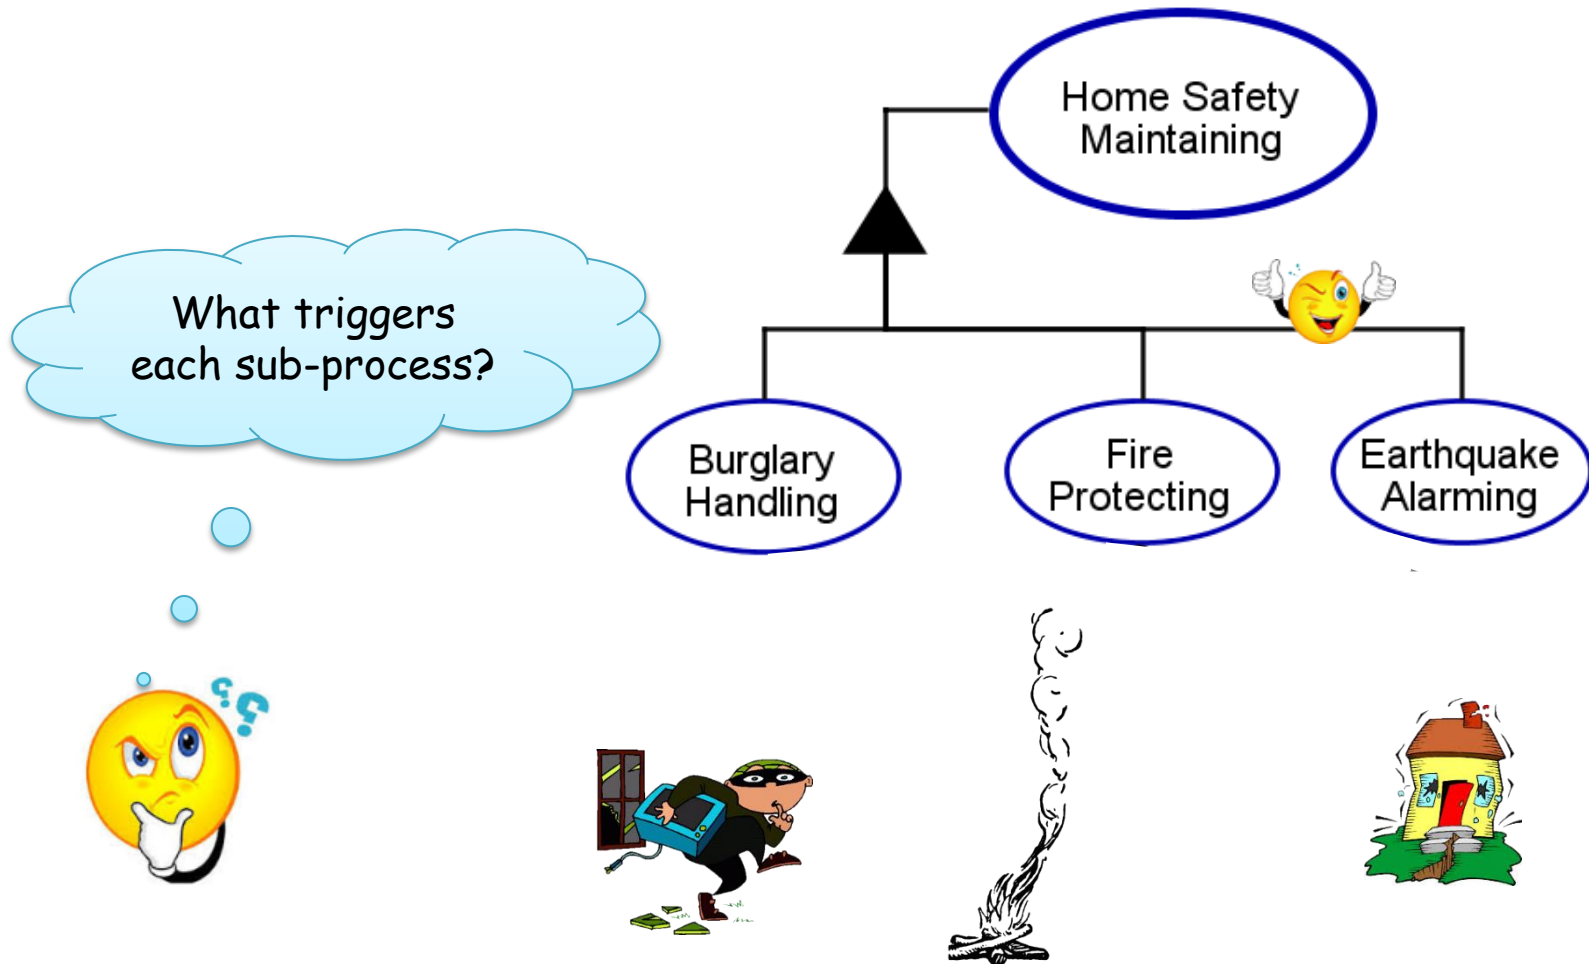 Home Safety
Maintaining
What triggers
each sub-process?
Burglary
Handling
Fire
Protecting
Earthquake
Alarming